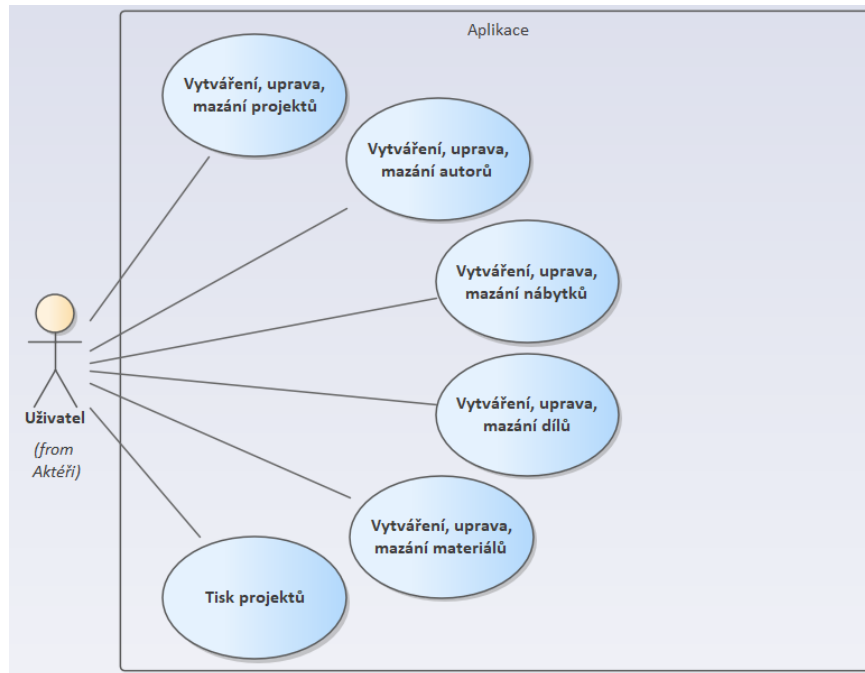 Aplikace
Vytváření, uprava,
mazání projektů
Vytváření, uprava,
mazání autorů
Vytváření, uprava,
mazání nábytků
Vytváření, uprava,
mazání dílů
Vytváření, uprava,
mazání materiálů
Tisk projektů
Uživatel
(from
Aktéři)